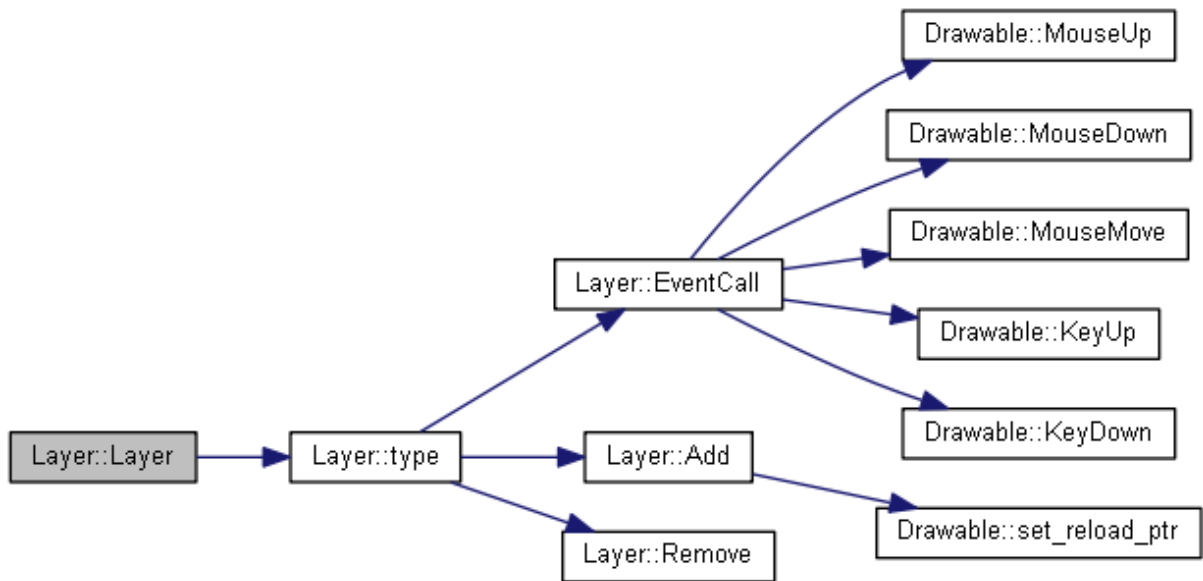 Drawable::MouseUp
Drawable::MouseDown
Drawable::MouseMove
Layer::EventCall
Drawable::KeyUp
Drawable::KeyDown
Layer::Layer
Layer::type
Layer::Add
Drawable::set_reload_ptr
Layer::Remove